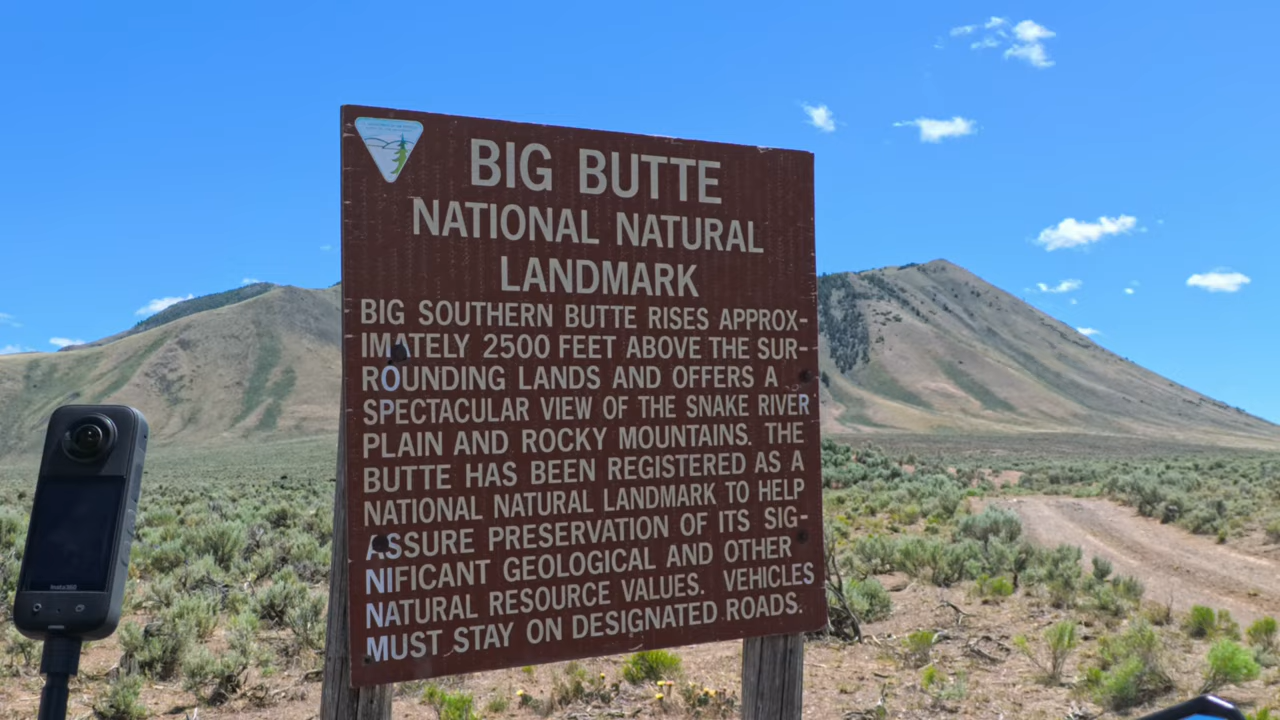 BIG BUTTE
NATIONAL NATURAL
LANDMARK
BIG SOUTHERN BUTTE RISES APPROX-
IMATELY 2500 FEET ABOVE THE SUR-
ROUNDING LANDS AND OFFERS A
SPECTACULAR VIEW OF THE SNAKE RIVER
PLAIN AND ROCKY MOUNTAINS. THE
BUTTE HAS BEEN REGISTERED AS A
NATIONAL NATURAL LANDMARK TO HELP
ASSURE PRESERVATION OF ITS SIG-
NIFICANT GEOLOGICAL AND OTHER
NATURAL RESOURCE VALUES. VEHICLES
MUST STAY ON DESIGNATED ROADS.
Insta360